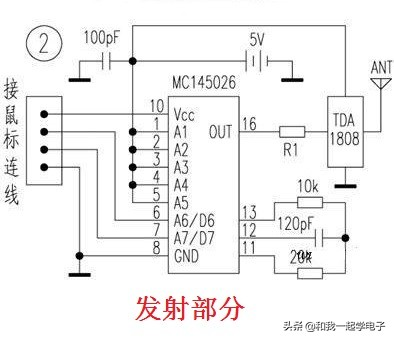 ②
100pF
5V
接鼠标连线
MC145026
ANT
10 Vcc
1 A1
2 A2
3 A3
4 A4
5 A5
6 A6/D6
7 A7/D7
8 GND
OUT 16
R1
TDA
1808
13 10k
12 120pF
11 20k
发射部分
头条 @和我一起学电子